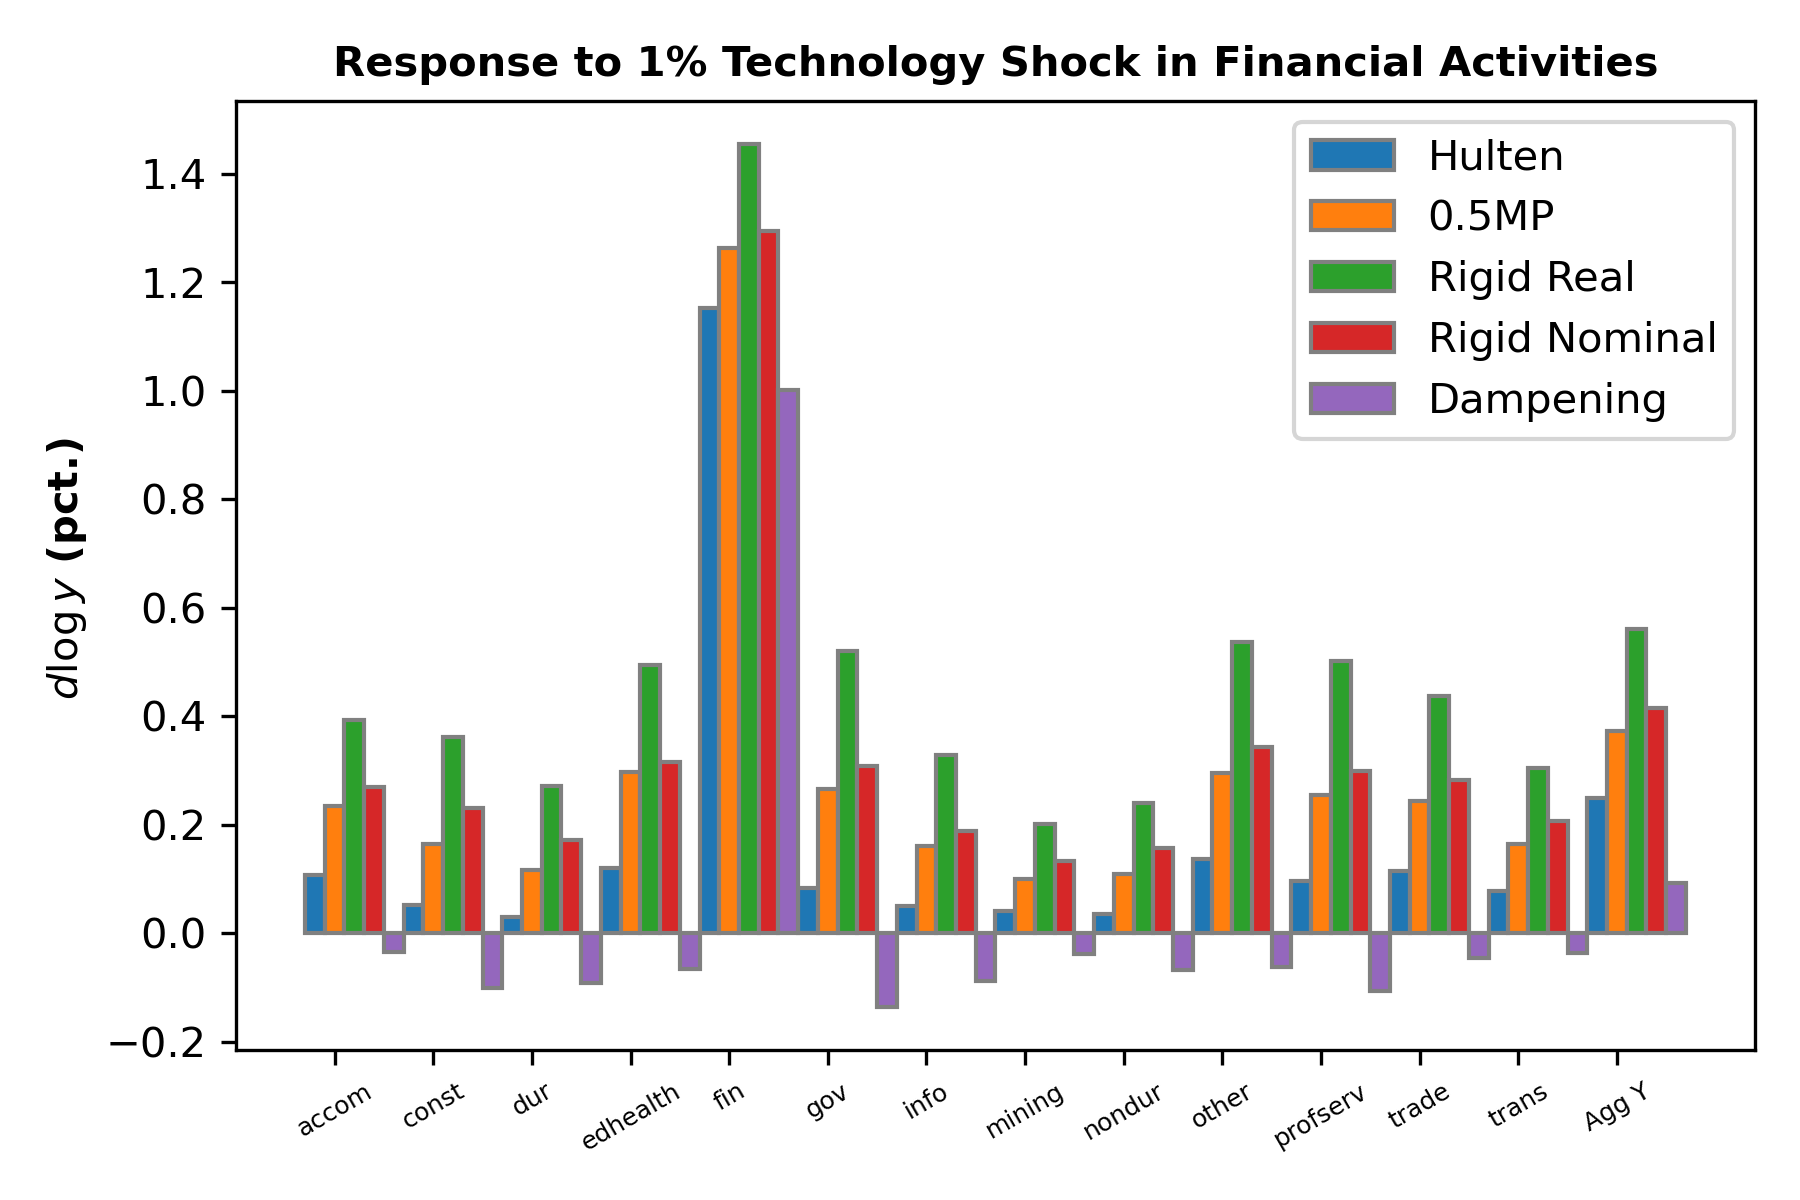 Response to 1% Technology Shock in Financial Activities
Hulten
0.5MP
Rigid Real
Rigid Nominal
Dampening
dlog y (pct.)
1.4
1.2
1.0
0.8
0.6
0.4
0.2
0.0
−0.2
accom const dur edhealth fin gov info mining nondur other profserv trade trans Agg Y